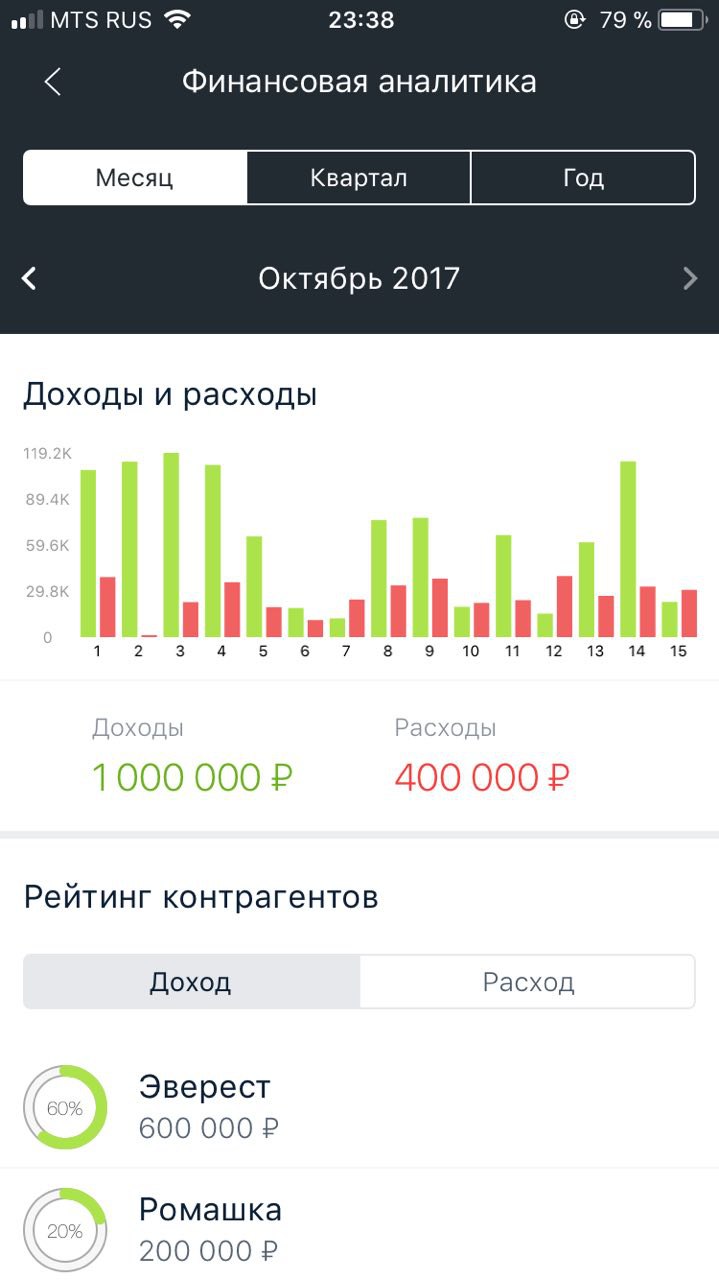 MTS RUS 23:38 79 %
Финансовая аналитика
Месяц Квартал Год
Октябрь 2017
Доходы и расходы
119.2K
89.4K
59.6K
29.8K
0
1 2 3 4 5 6 7 8 9 10 11 12 13 14 15
Доходы Расходы
1 000 000 ₽ 400 000 ₽
Рейтинг контрагентов
Доход Расход
Эверест
60%
600 000 ₽
Ромашка
20%
200 000 ₽